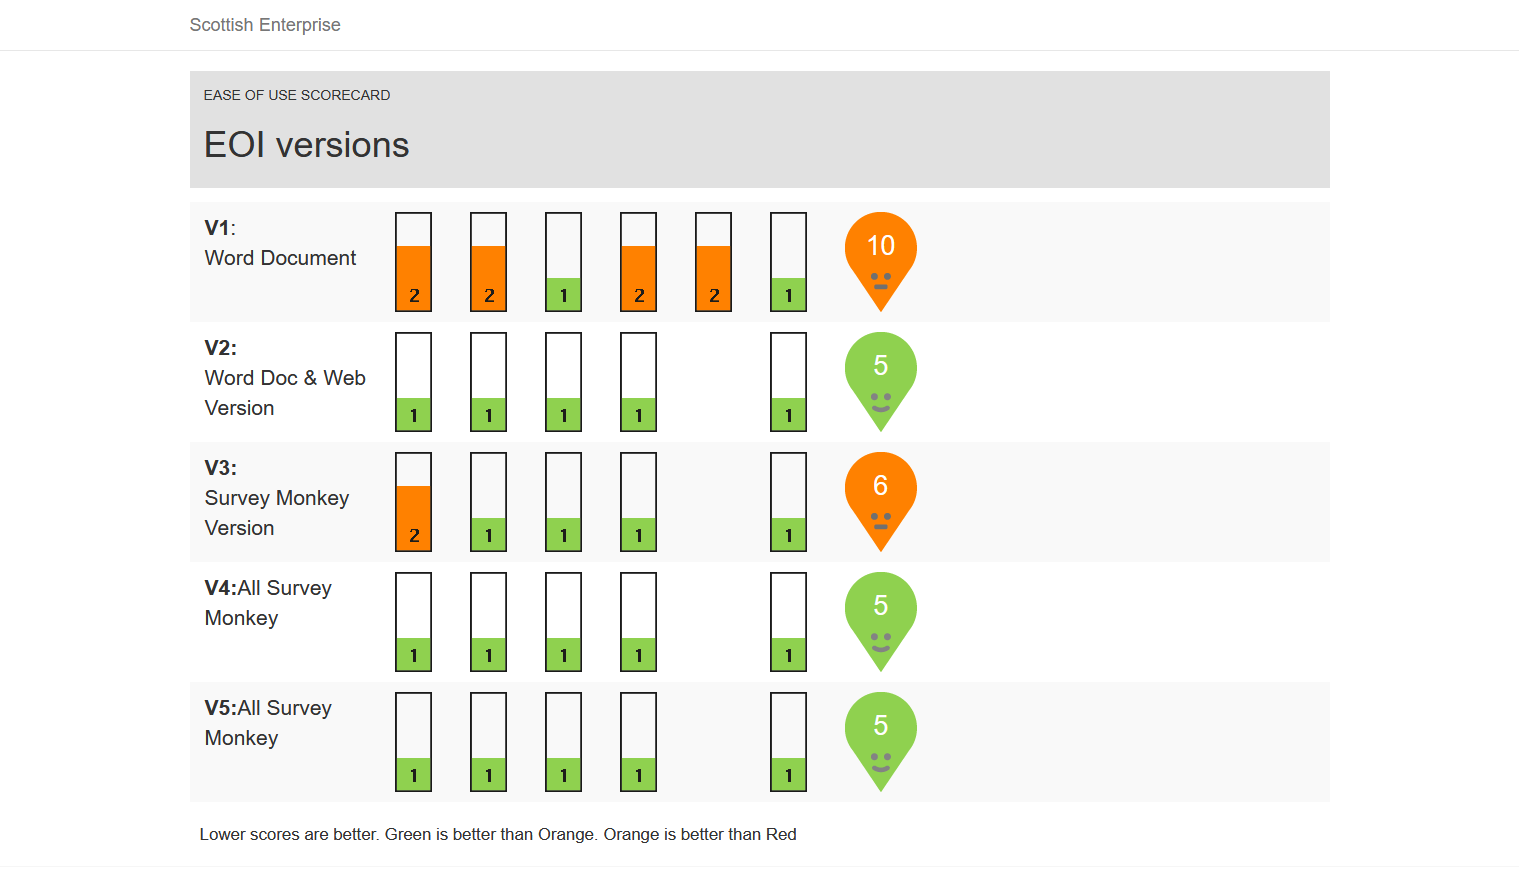 Scottish Enterprise
EASE OF USE SCORECARD
EOI versions
V1:
Word Document
2 2 1 2 2 1 10
V2:
Word Doc & Web
Version
1 1 1 1 1 5
V3:
Survey Monkey
Version
2 1 1 1 1 6
V4:All Survey
Monkey
1 1 1 1 1 5
V5:All Survey
Monkey
1 1 1 1 1 5
Lower scores are better. Green is better than Orange. Orange is better than Red